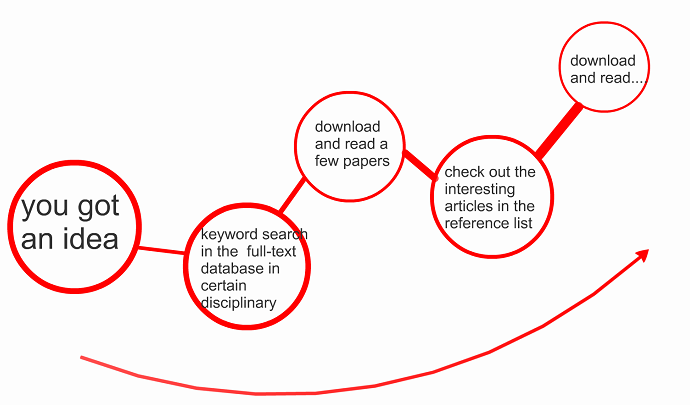 you got
an idea
keyword search
in the full-text
database in
certain
disciplinary
download
and read a
few papers
check out the
interesting
articles in the
reference list
download
and read....